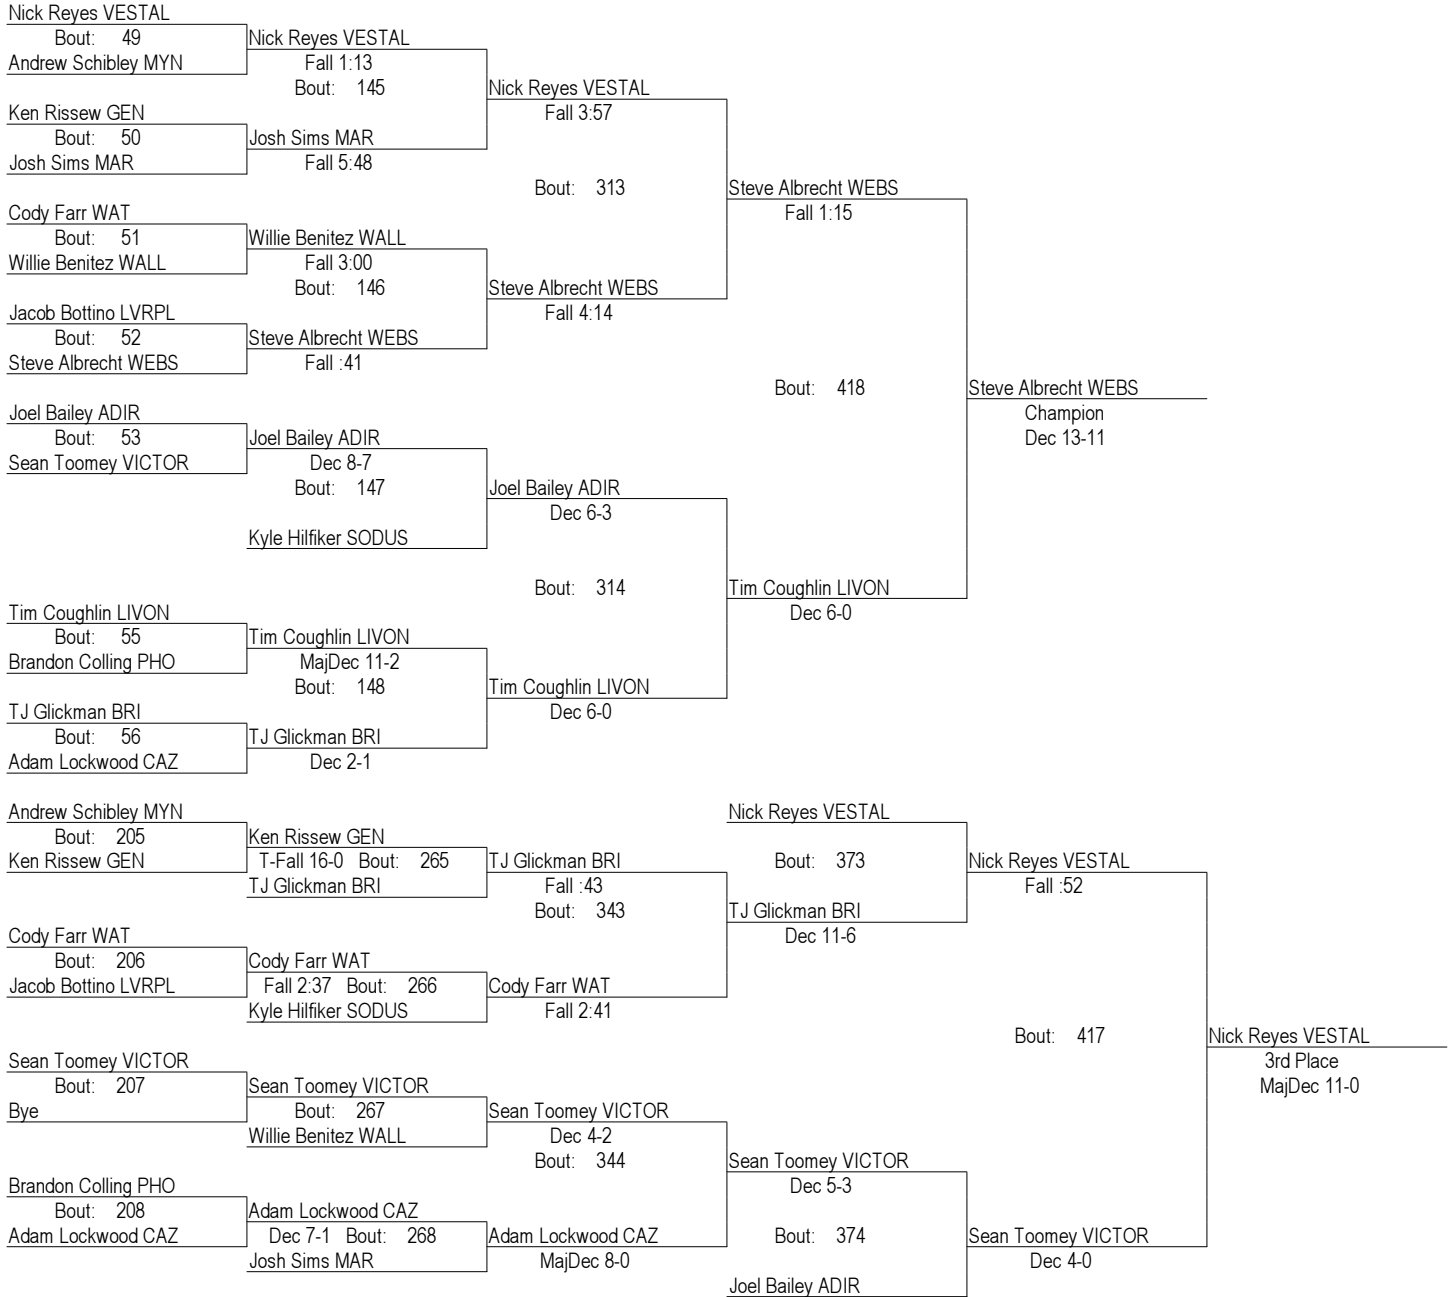 Nick Reyes VESTAL
Bout: 49
Nick Reyes VESTAL
Andrew Schibley MYN
Fall 1:13
Bout: 145
Nick Reyes VESTAL
Ken Rissew GEN
Fall 3:57
Bout: 50
Josh Sims MAR
Josh Sims MAR
Fall 5:48
Bout: 313
Steve Albrecht WEBS
Cody Farr WAT
Fall 1:15
Bout: 51
Willie Benitez WALL
Willie Benitez WALL
Fall 3:00
Bout: 146
Steve Albrecht WEBS
Jacob Bottino LVRPL
Fall 4:14
Bout: 52
Steve Albrecht WEBS
Steve Albrecht WEBS
Fall :41
Bout: 418
Steve Albrecht WEBS
Joel Bailey ADIR
Champion
Bout: 53
Joel Bailey ADIR
Dec 13-11
Sean Toomey VICTOR
Dec 8-7
Bout: 147
Joel Bailey ADIR
Dec 6-3
Kyle Hilfiker SODUS
Bout: 314
Tim Coughlin LIVON
Tim Coughlin LIVON
Dec 6-0
Bout: 55
Tim Coughlin LIVON
Brandon Colling PHO
MajDec 11-2
Bout: 148
Tim Coughlin LIVON
TJ Glickman BRI
Dec 6-0
Bout: 56
TJ Glickman BRI
Adam Lockwood CAZ
Dec 2-1
Andrew Schibley MYN
Nick Reyes VESTAL
Bout: 205
Ken Rissew GEN
Ken Rissew GEN
T-Fall 16-0 Bout: 265
TJ Glickman BRI
Bout: 373
Nick Reyes VESTAL
TJ Glickman BRI
Fall :43
Fall :52
Bout: 343
TJ Glickman BRI
Cody Farr WAT
Dec 11-6
Bout: 206
Cody Farr WAT
Jacob Bottino LVRPL
Fall 2:37 Bout: 266
Cody Farr WAT
Kyle Hilfiker SODUS
Fall 2:41
Bout: 417
Nick Reyes VESTAL
Sean Toomey VICTOR
3rd Place
Bout: 207
Sean Toomey VICTOR
MajDec 11-0
Bye
Bout: 267
Sean Toomey VICTOR
Willie Benitez WALL
Dec 4-2
Bout: 344
Sean Toomey VICTOR
Brandon Colling PHO
Dec 5-3
Bout: 208
Adam Lockwood CAZ
Adam Lockwood CAZ
Dec 7-1 Bout: 268
Adam Lockwood CAZ
Bout: 374
Sean Toomey VICTOR
Josh Sims MAR
MajDec 8-0
Dec 4-0
Joel Bailey ADIR